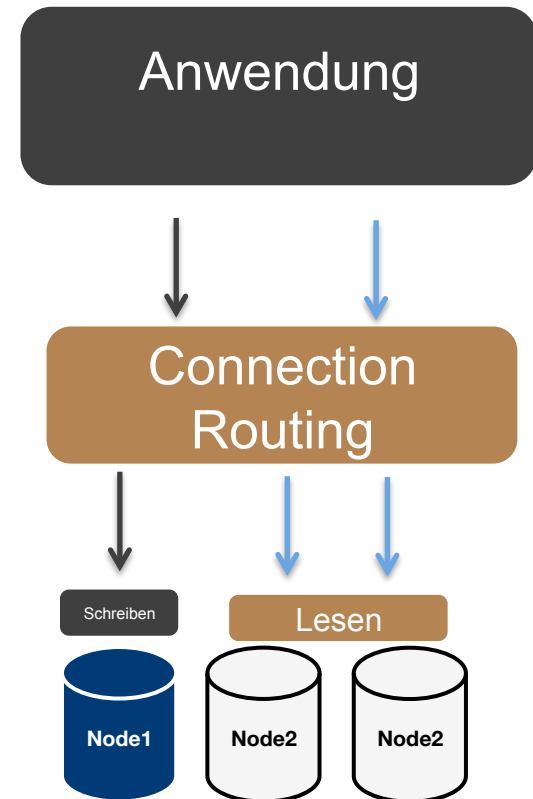 Anwendung
Connection
Routing
Schreiben
Lesen
Node1
Node2
Node2